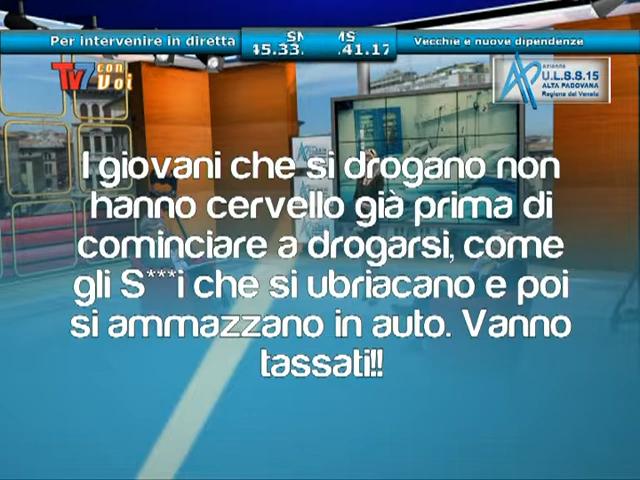 Per intervenire in diretta
Vecchie e nuove dipendenze
TV7 con Voi
azienda
U.L.S.S.15
ALTA PADOVANA
Regione del Veneto
I giovani che si drogano non
hanno cervello già prima di
cominciare a drogarsi, come
gli S***i che si ubriacano e poi
si ammazzano in auto. Vanno
tassati!!